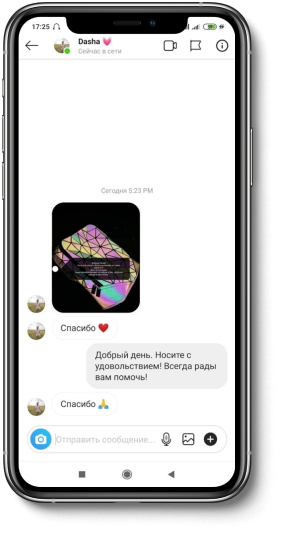 17:25
Dasha 💗
Сейчас в сети
Сегодня 5:23 PM
Спасибо ❤️
Добрый день. Носите с
удовольствием! Всегда рады
вам помочь!
Спасибо 🙏
Отправить сообщение...